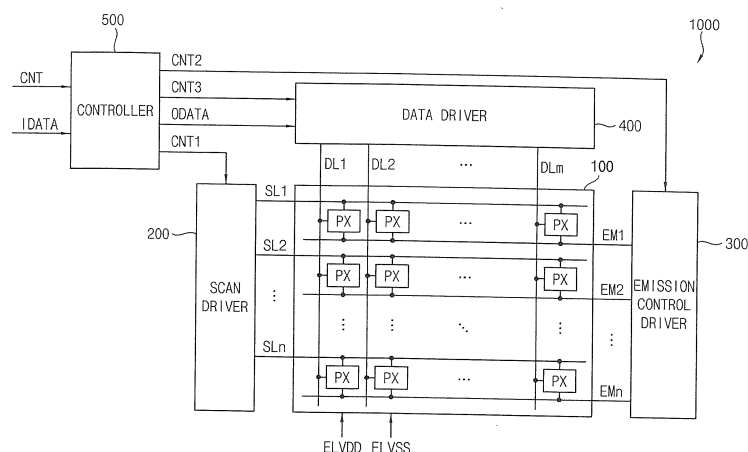 500
1000
CNT
CONTROLLER
IDATA
CNT2
CNT3
ODATA
CNT1
DATA DRIVER
400
DL1 DL2 ... DLm
100
SL1
PX PX ... PX
EM1
200
SCAN DRIVER
SL2
PX PX ... PX
EM2
300
EMISSION CONTROL DRIVER
SLn
PX PX ... PX
EMn
ELVDD ELVSS